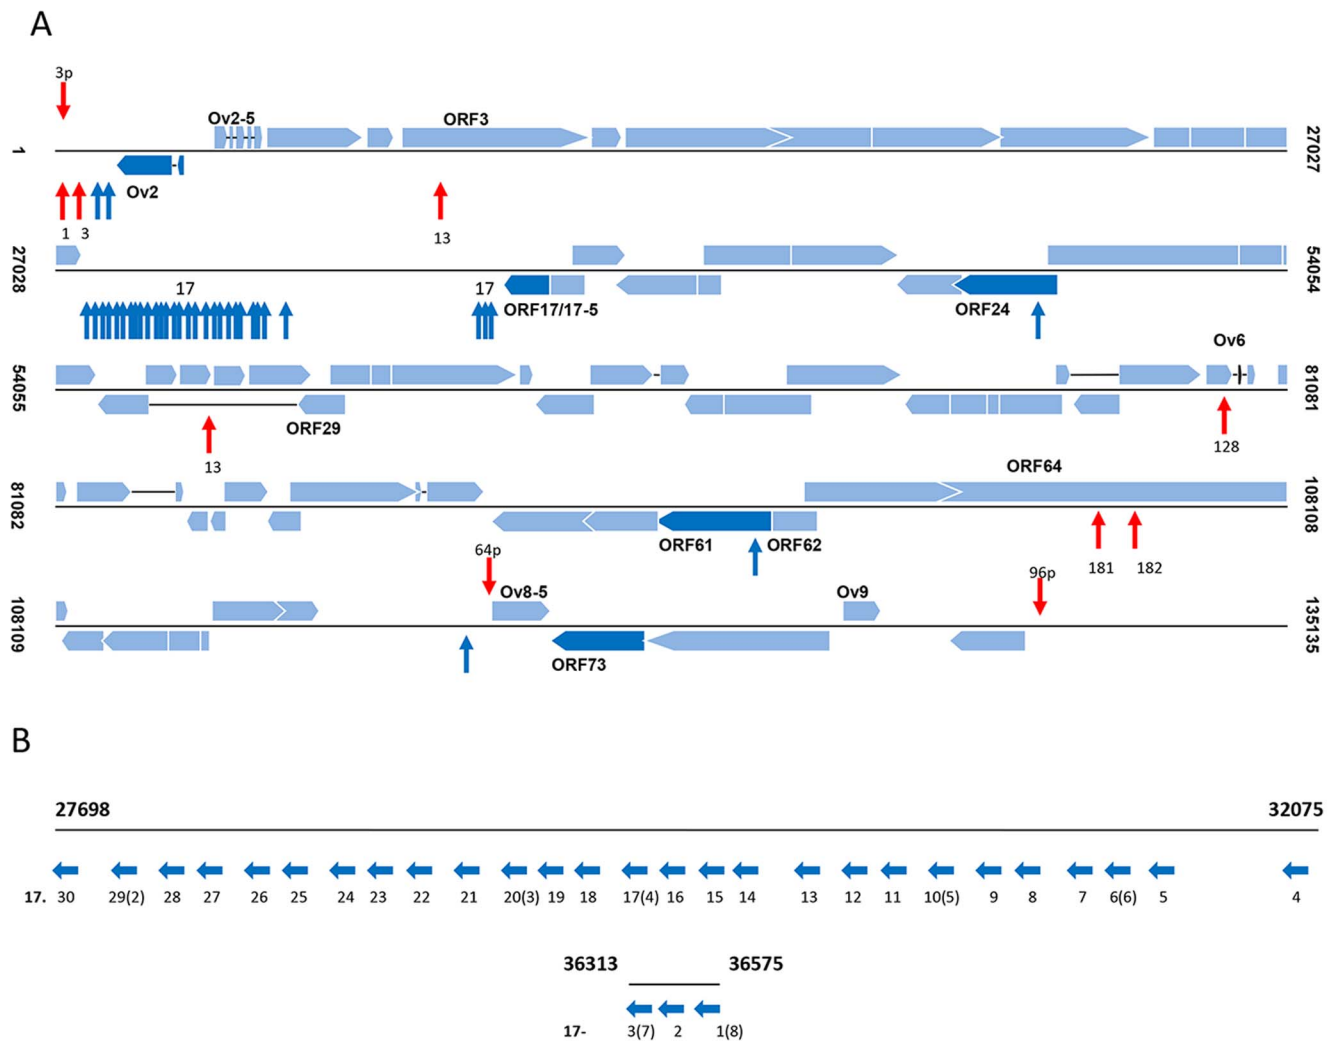 A
3p
Ov2-5 ORF3
1 27027
Ov2
1 3 13
27028 54054
17 17
ORF17/17-5 ORF24
Ov6
54055 81081
ORF29
13 128
ORF64
81082 108108
ORF61 ORF62
64p 181 182
96p
Ov8-5 Ov9
108109 135135
ORF73
B
27698 32075
17. 30 29(2) 28 27 26 25 24 23 22 21 20(3) 19 18 17(4) 16 15 14 13 12 11 10(5) 9 8 7 6(6) 5 4
36313 36575
17- 3(7) 2 1(8)